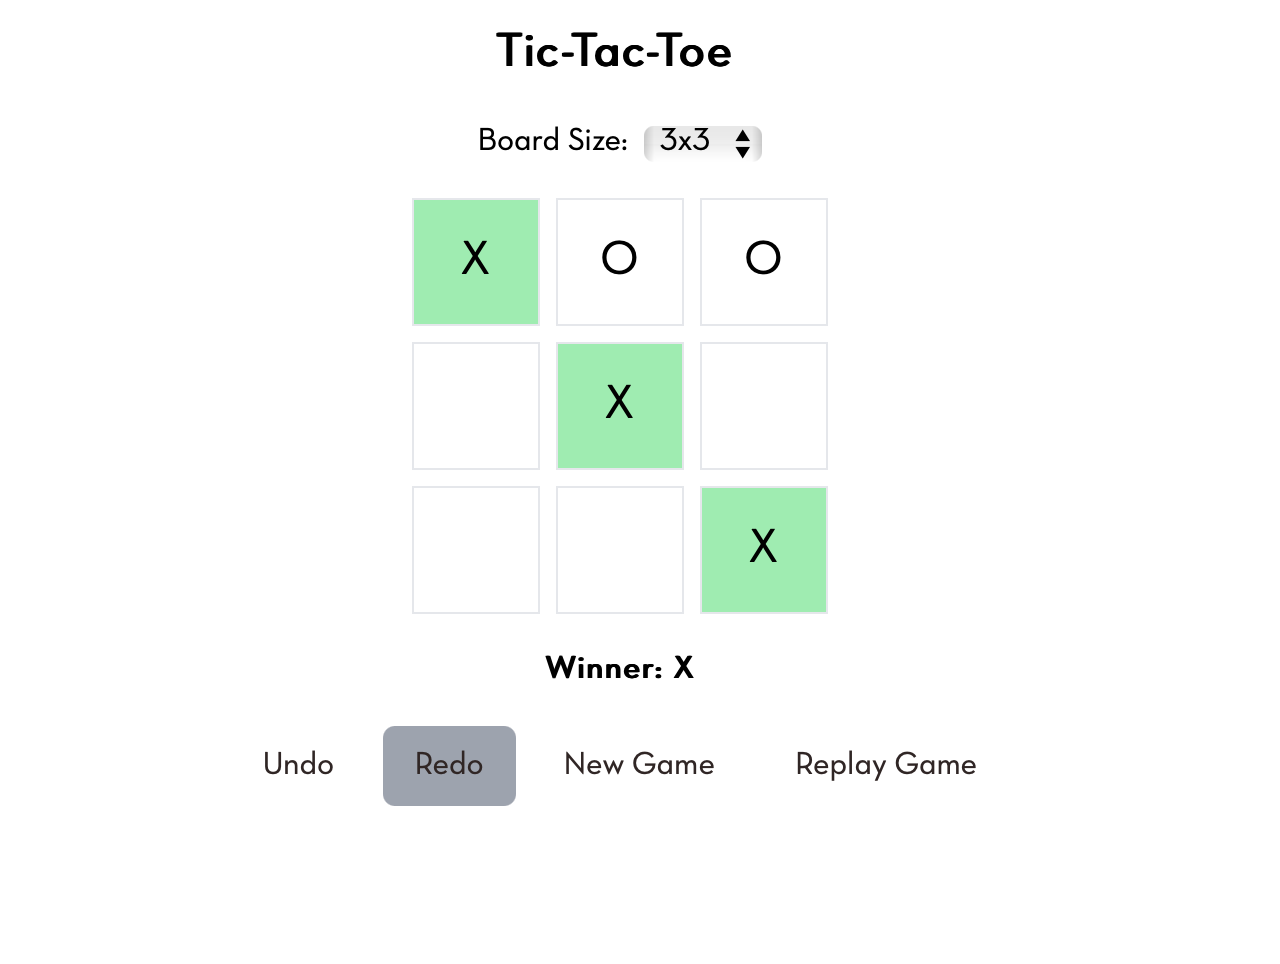 Tic-Tac-Toe
Board Size: 3x3
X O O
X
X
Winner: X
Undo Redo New Game Replay Game